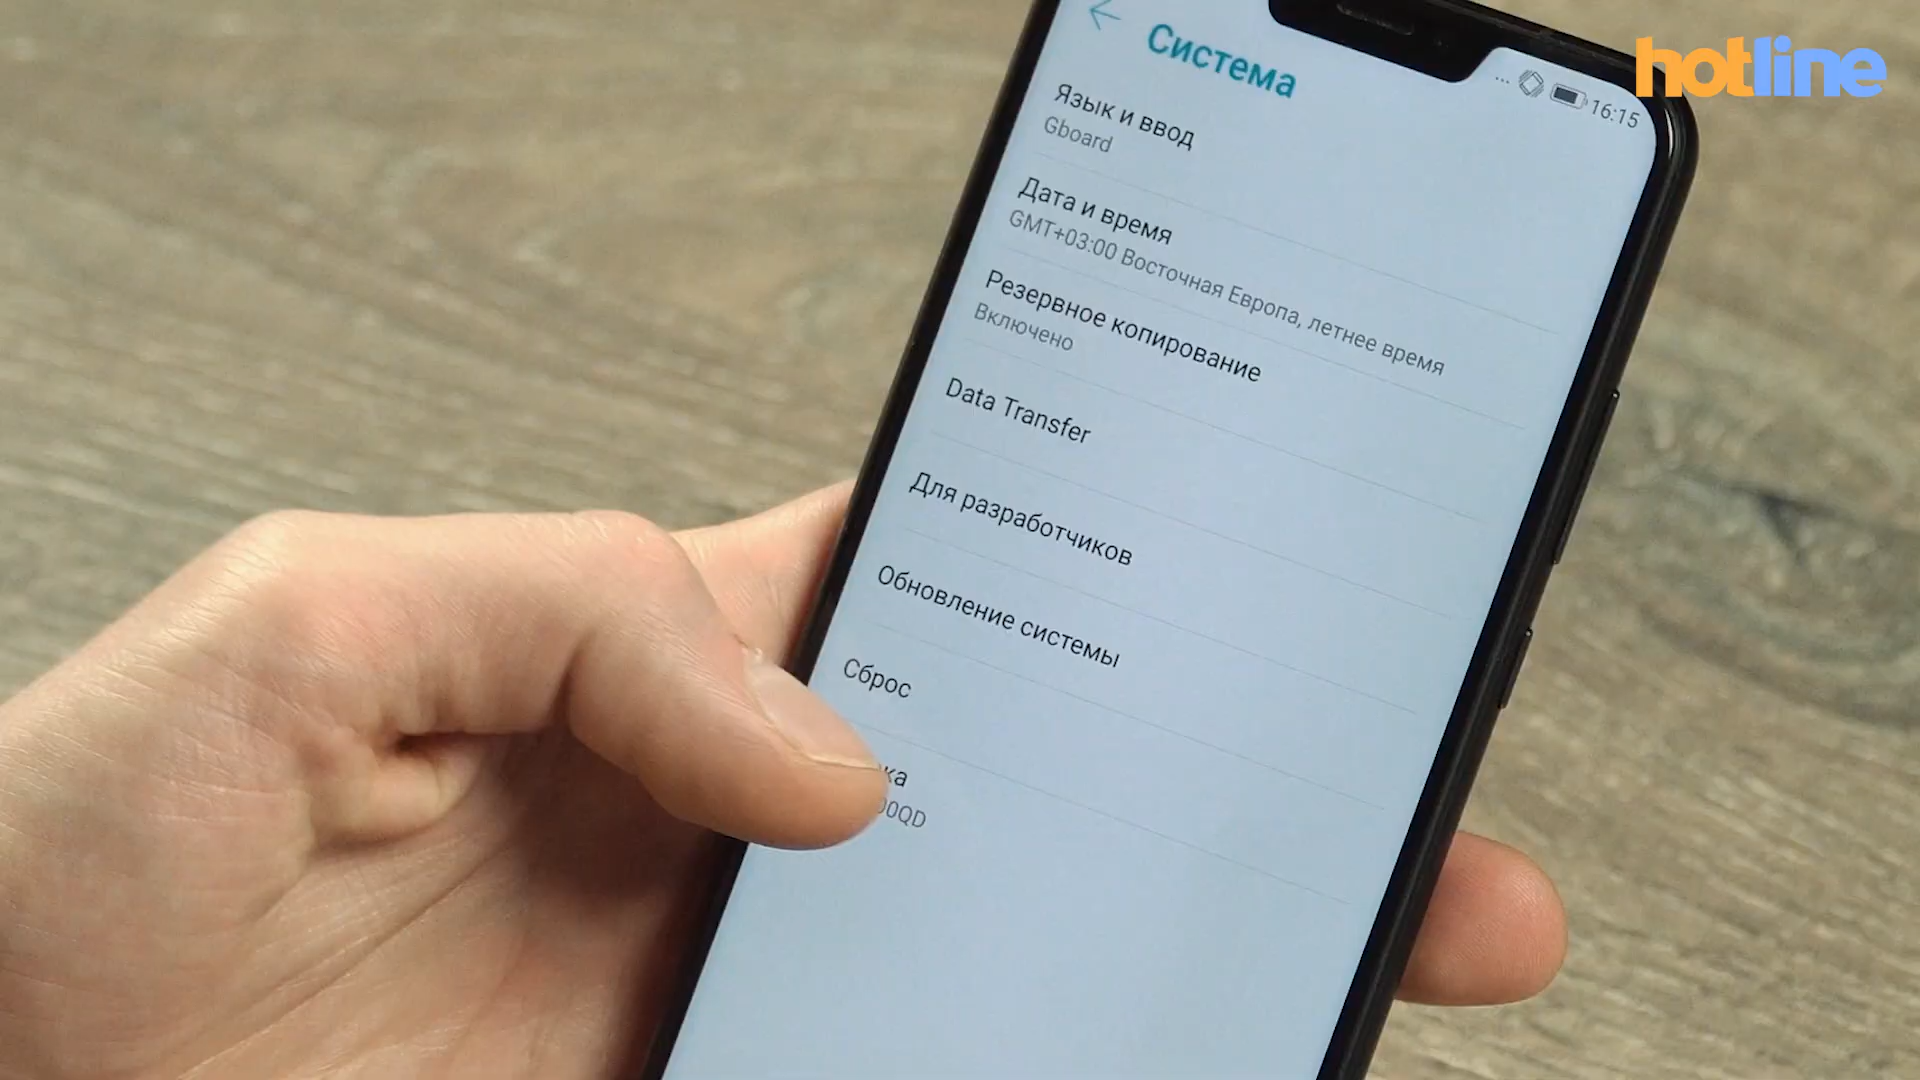 hotline
16:15
Система
Язык и ввод
Gboard
Дата и время
GMT+03:00 Восточная Европа, летнее время
Резервное копирование
Включено
Data Transfer
Для разработчиков
Обновление системы
Сброс